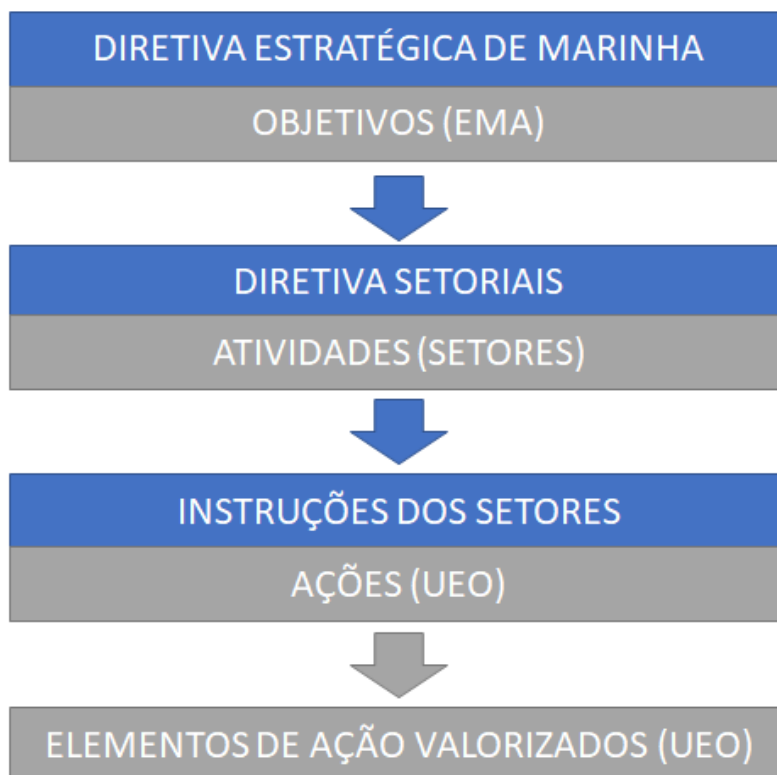 DIRETIVA ESTRATÉGICA DE MARINHA
OBJETIVOS (EMA)
DIRETIVA SETORIAIS
ATIVIDADES (SETORES)
INSTRUÇÕES DOS SETORES
AÇÕES (UEO)
ELEMENTOS DE AÇÃO VALORIZADOS (UEO)